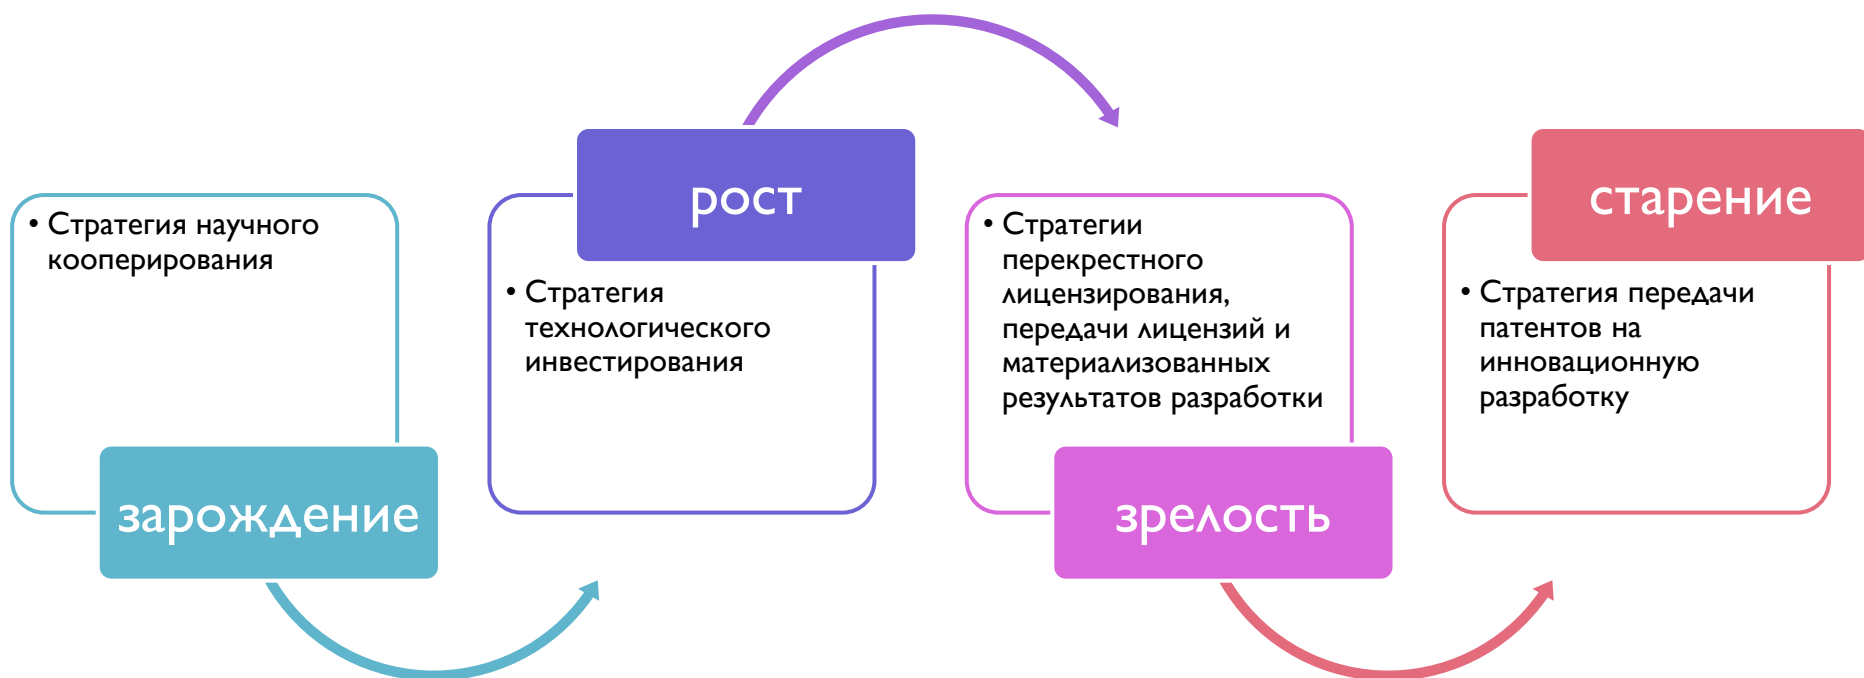 • Стратегия научного
кооперирования
зарождение
рост
• Стратегия
технологического
инвестирования
• Стратегии
перекрестного
лицензирования,
передачи лицензий и
материализованных
результатов разработки
зрелость
старение
• Стратегия передачи
патентов на
инновационную
разработку